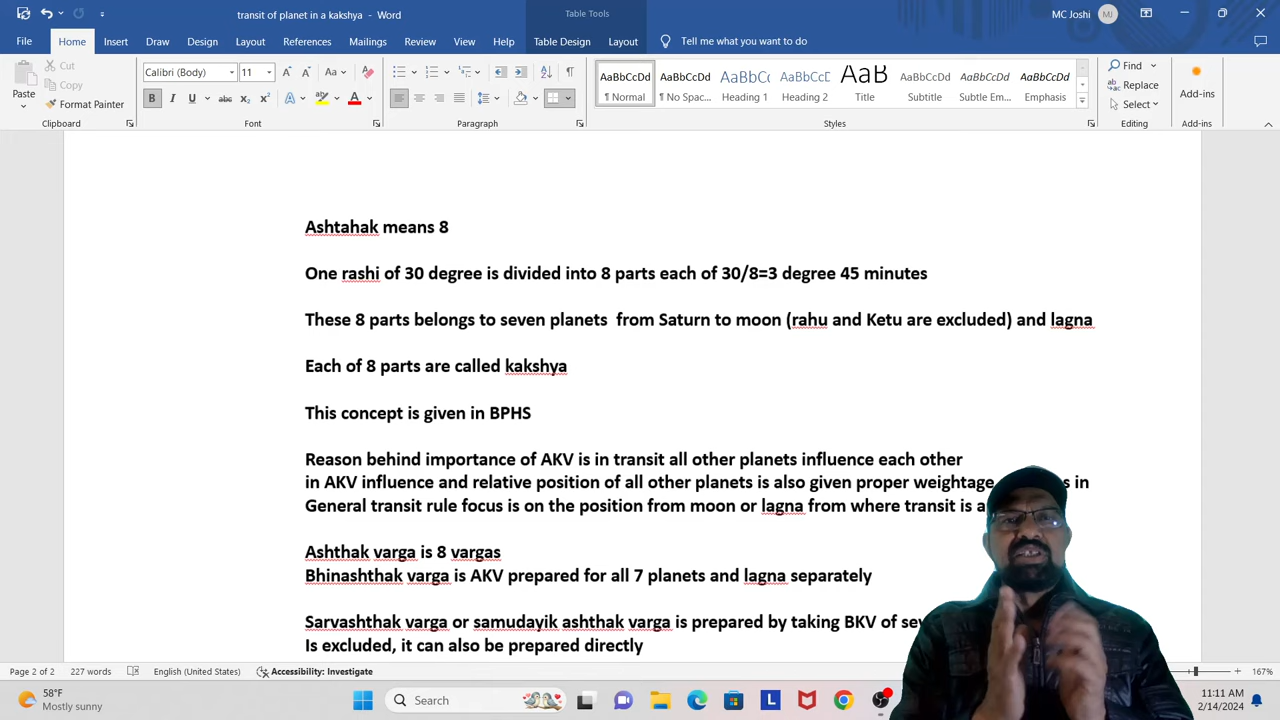 transit of planet in a kakshya - Word
Table Tools
MC Joshi MJ
File Home Insert Draw Design Layout References Mailings Review View Help Table Design Layout Tell me what you want to do
Paste
Cut
Copy
Format Painter
Clipboard
Calibri (Body) 11
Font
Paragraph
AaBbCcDd AaBbCcDd AaBbCc AaBbCcE AaB AaBbCcD AaBbCcDd AaBbCcDd
¶ Normal ¶ No Spac... Heading 1 Heading 2 Title Subtitle Subtle Em... Emphasis
Styles
Find
Replace
Select
Editing
Add-ins
Add-ins
Ashtahak means 8
One rashi of 30 degree is divided into 8 parts each of 30/8=3 degree 45 minutes
These 8 parts belongs to seven planets from Saturn to moon (rahu and Ketu are excluded) and lagna
Each of 8 parts are called kakshya
This concept is given in BPHS
Reason behind importance of AKV is in transit all other planets influence each other
in AKV influence and relative position of all other planets is also given proper weightage in
General transit rule focus is on the position from moon or lagna from where transit is a
Ashthak varga is 8 vargas
Bhinashthak varga is AKV prepared for all 7 planets and lagna separately
Sarvashthak varga or samudayik ashthak varga is prepared by taking BKV of sev
Is excluded, it can also be prepared directly
Page 2 of 2 227 words English (United States) Accessibility: Investigate 167%
58°F
Mostly sunny
Search
11:11 AM
2/14/2024